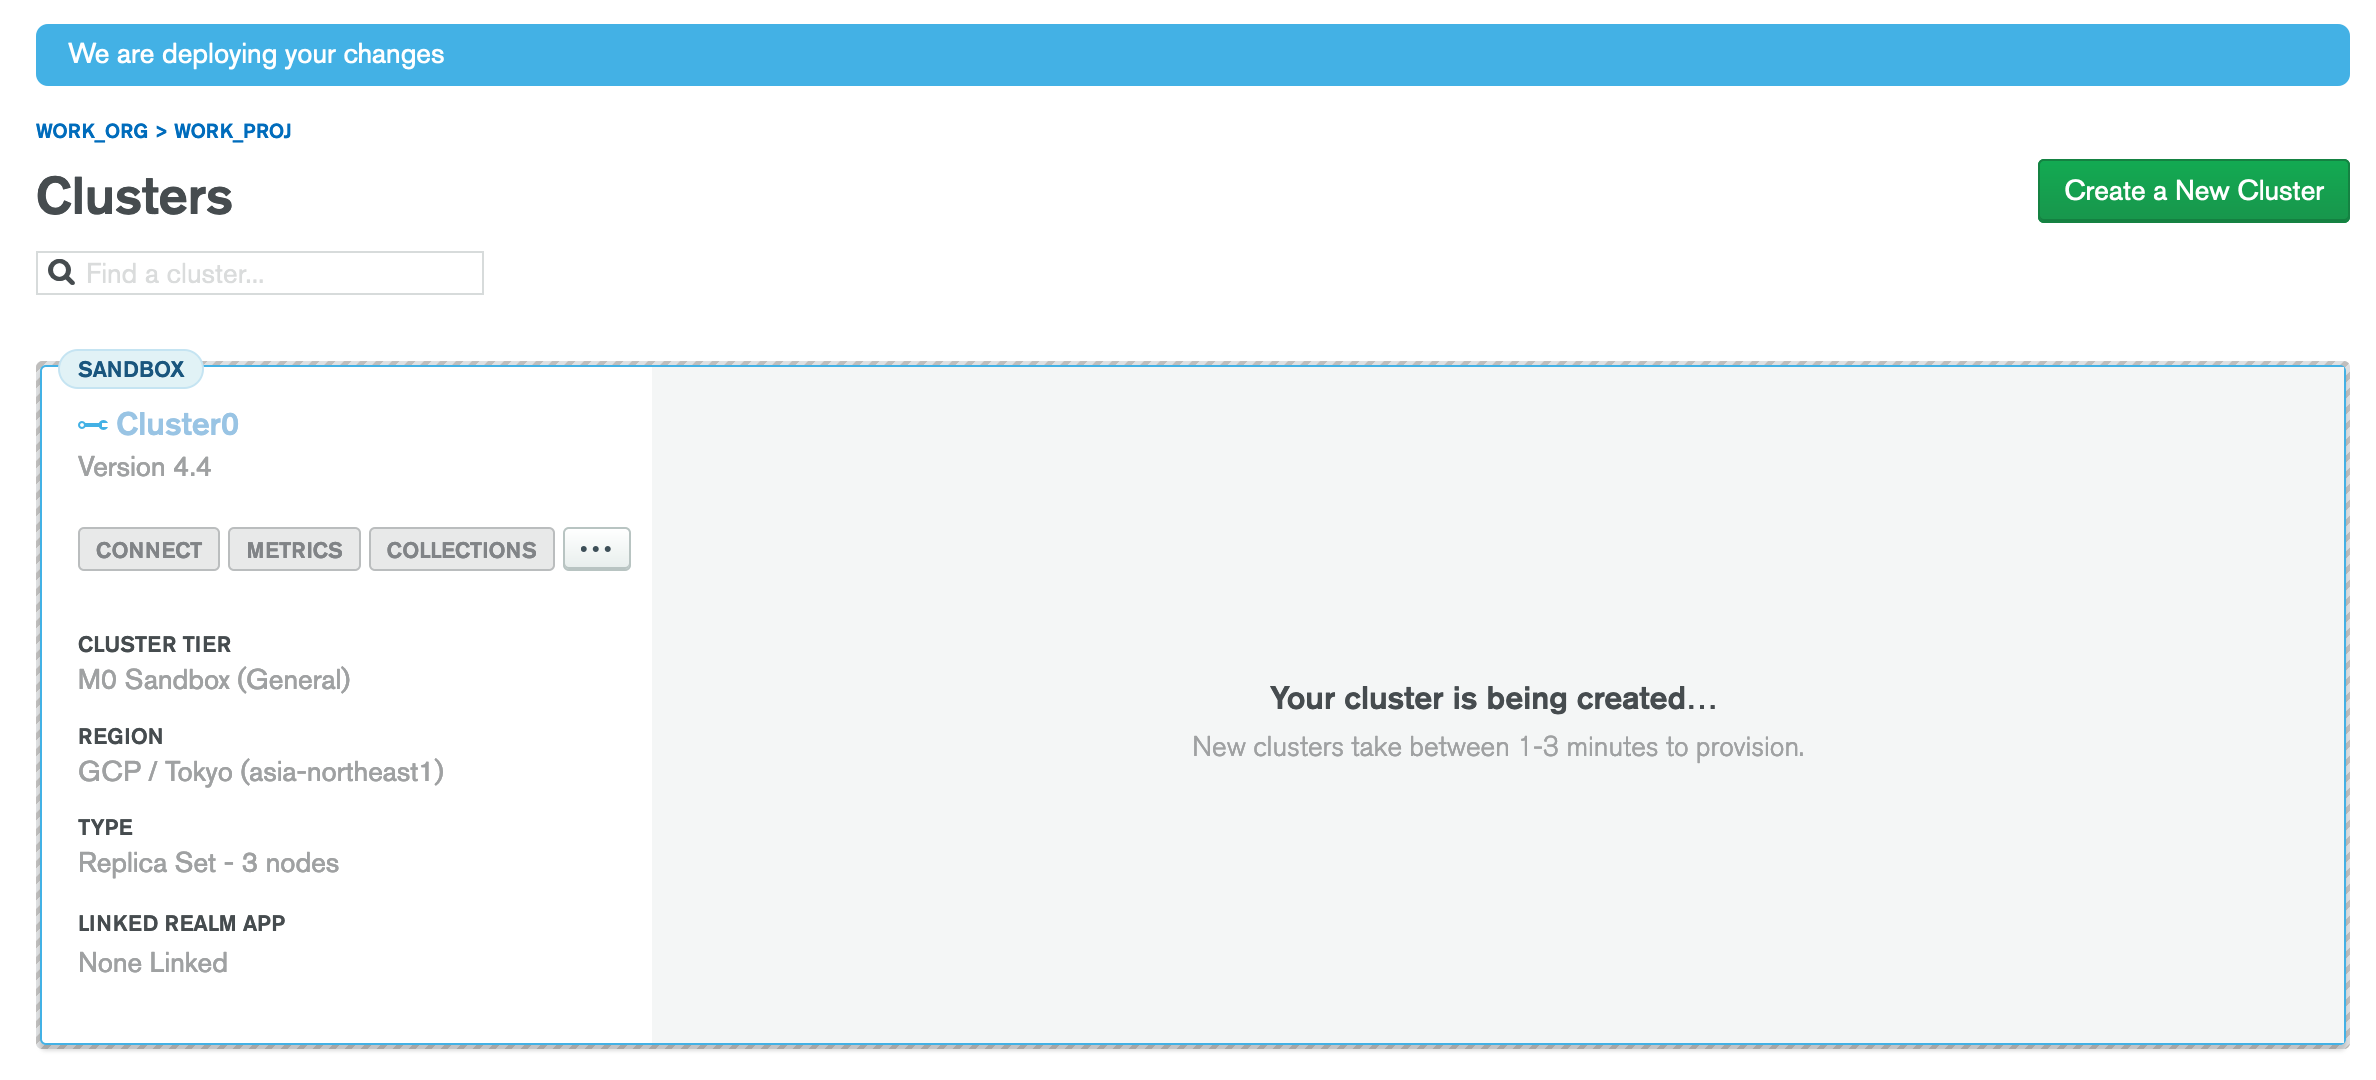 We are deploying your changes
WORK_ORG > WORK_PROJ
Clusters
Create a New Cluster
Find a cluster...
SANDBOX
Cluster0
Version 4.4
CONNECT METRICS COLLECTIONS ...
CLUSTER TIER
M0 Sandbox (General)
REGION
GCP / Tokyo (asia-northeast1)
TYPE
Replica Set - 3 nodes
LINKED REALM APP
None Linked
Your cluster is being created...
New clusters take between 1-3 minutes to provision.